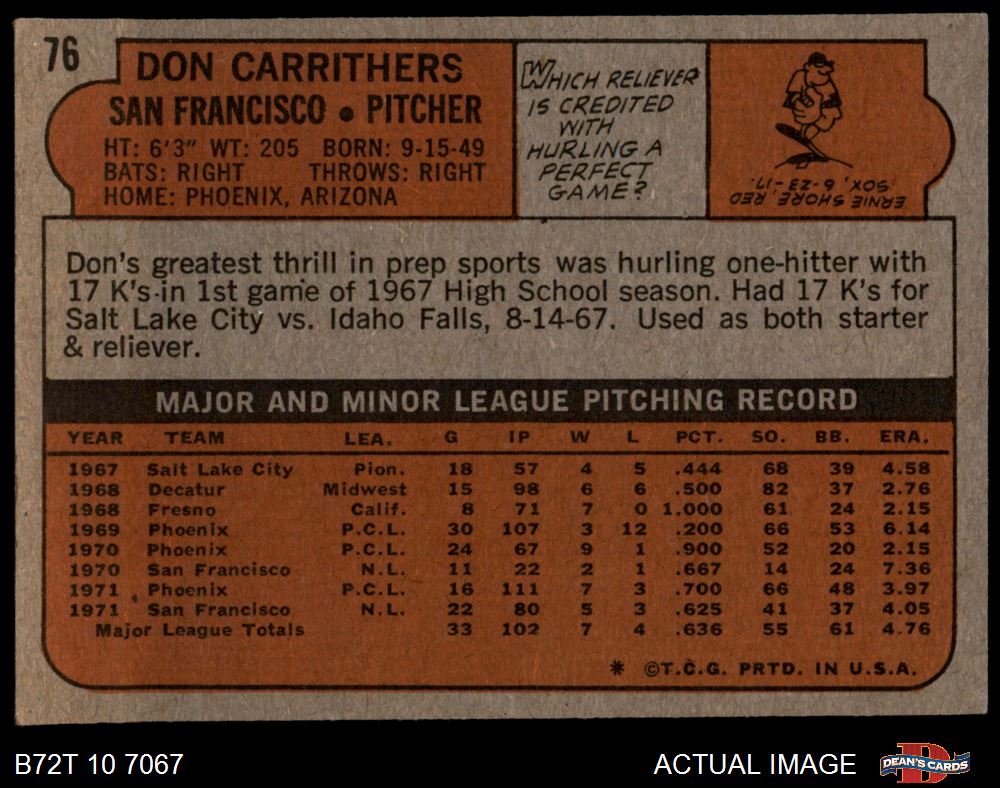 76
DON CARRITHERS
SAN FRANCISCO • PITCHER
HT: 6'3" WT: 205 BORN: 9-15-49
BATS: RIGHT THROWS: RIGHT
HOME: PHOENIX, ARIZONA
WHICH RELIEVER
IS CREDITED
WITH
HURLING A
PERFECT
GAME?
ERNIE SHORE, RED
SOX, 6-23-17.
Don's greatest thrill in prep sports was hurling one-hitter with
17 K's in 1st game of 1967 High School season. Had 17 K's for
Salt Lake City vs. Idaho Falls, 8-14-67. Used as both starter
& reliever.
MAJOR AND MINOR LEAGUE PITCHING RECORD
YEAR TEAM LEA. G IP W L PCT. SO. BB. ERA.
1967 Salt Lake City Pion. 18 57 4 5 .444 68 39 4.58
1968 Decatur Midwest 15 98 6 6 .500 82 37 2.76
1968 Fresno Calif. 8 71 7 0 1.000 61 24 2.15
1969 Phoenix P.C.L. 30 107 3 12 .200 66 53 6.14
1970 Phoenix P.C.L. 24 67 9 1 .900 52 20 2.15
1970 San Francisco N.L. 11 22 2 1 .667 14 24 7.36
1971 Phoenix P.C.L. 16 111 7 3 .700 66 48 3.97
1971 San Francisco N.L. 22 80 5 3 .625 41 37 4.05
Major League Totals 33 102 7 4 .636 55 61 4.76
* ©T.C.G. PRTD. IN U.S.A.
B72T 10 7067
ACTUAL IMAGE
D
DEAN'S CARDS